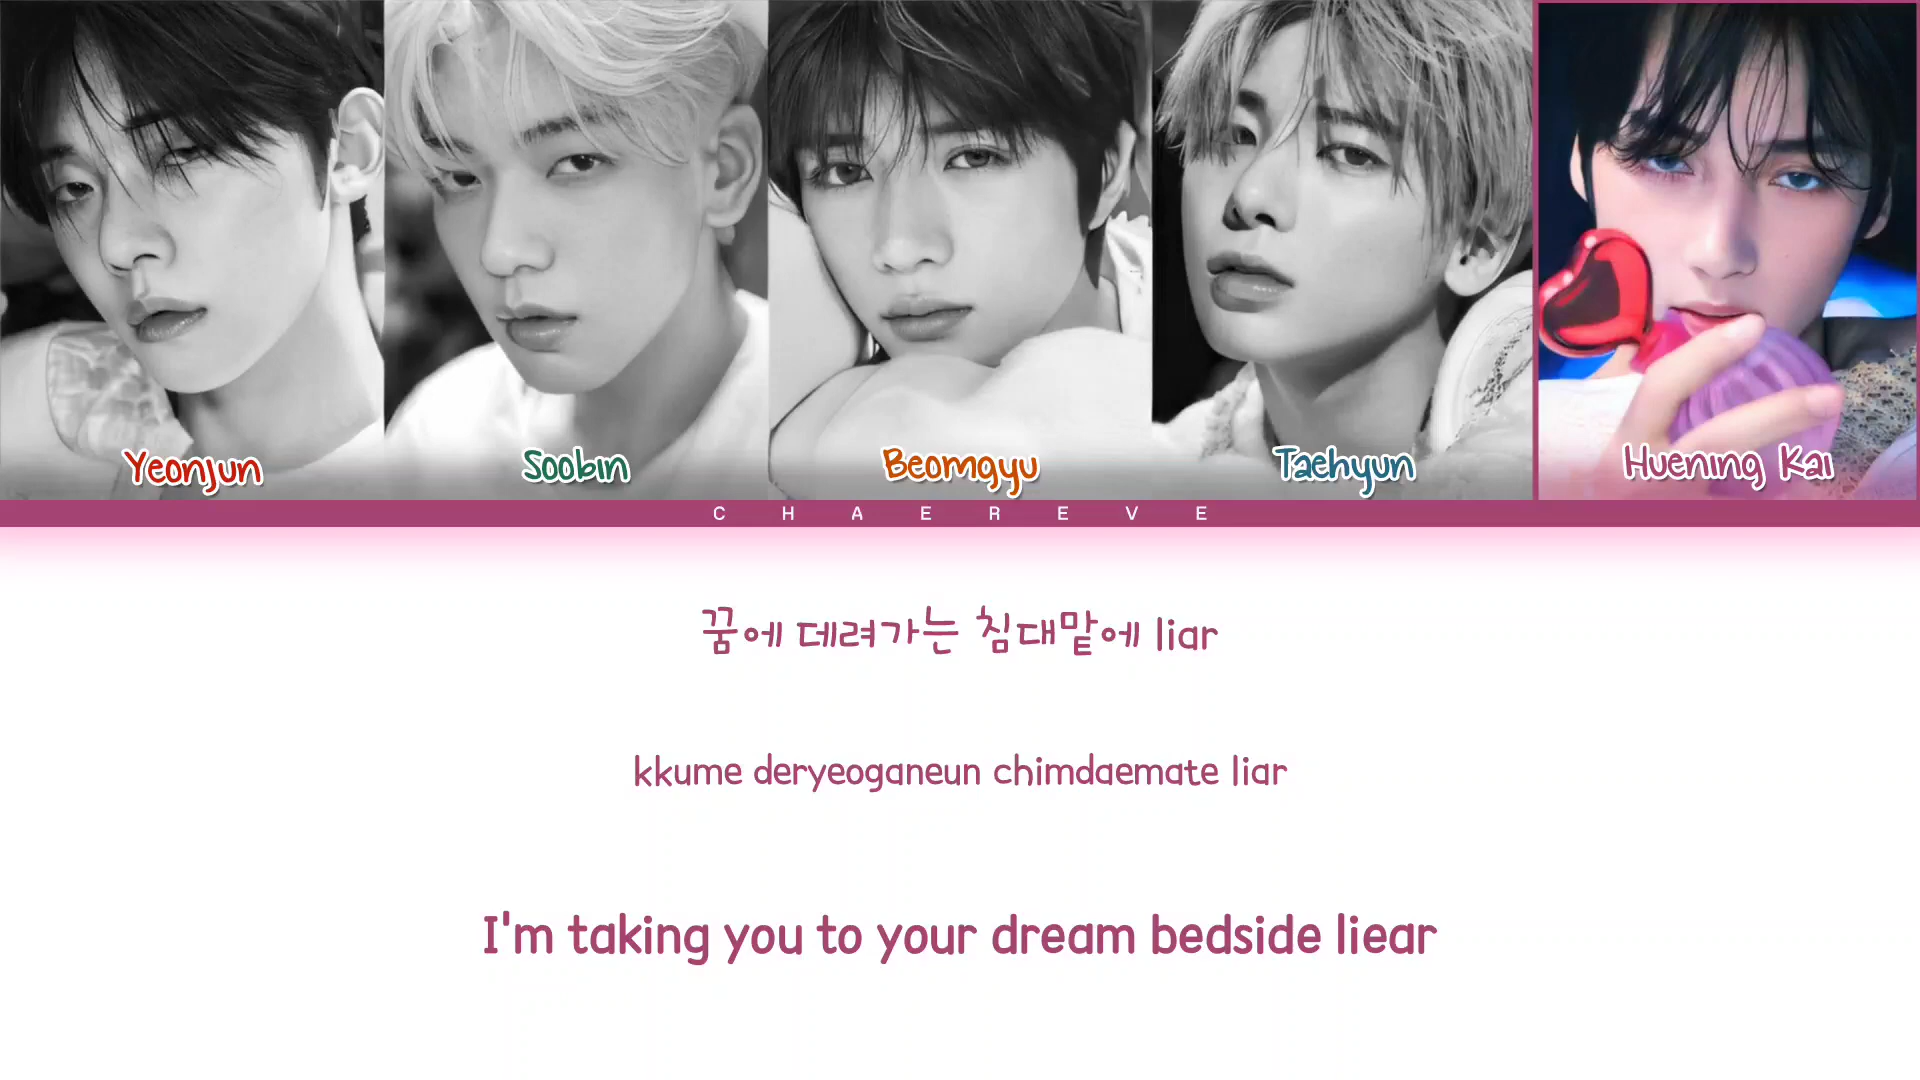 Yeonjun
Soobin
Beomgyu
Taehyun
Huening Kai
CHAEREVE
꿈에 데려가는 침대맡에 liar
kkume deryeoganeun chimdaemate liar
I'm taking you to your dream bedside liear